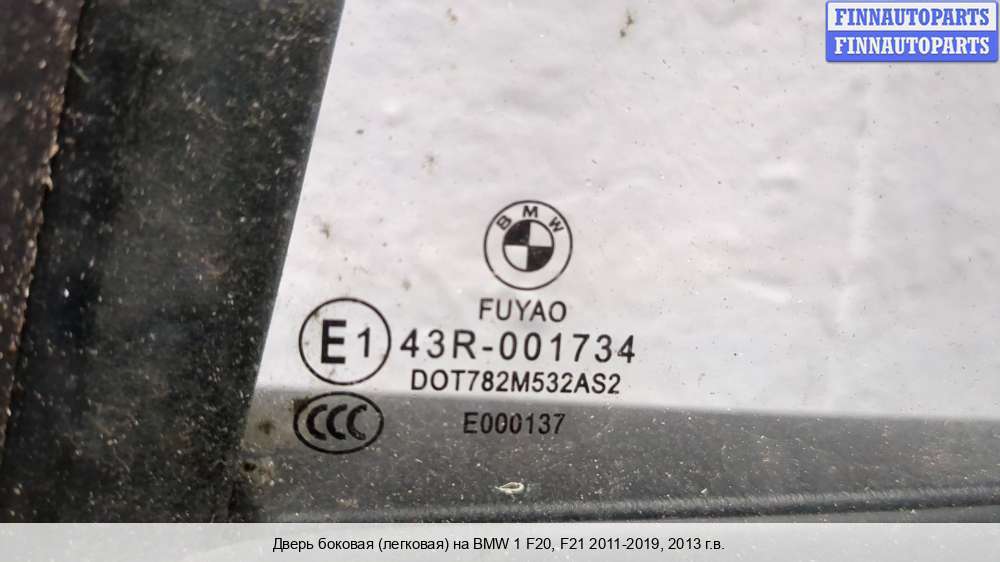 FINNAUTOPARTS
FINNAUTOPARTS
BMW
FUYAO
E1 43R-001734
DOT782M532AS2
CCC E000137
Дверь боковая (легковая) на BMW 1 F20, F21 2011-2019, 2013 г.в.